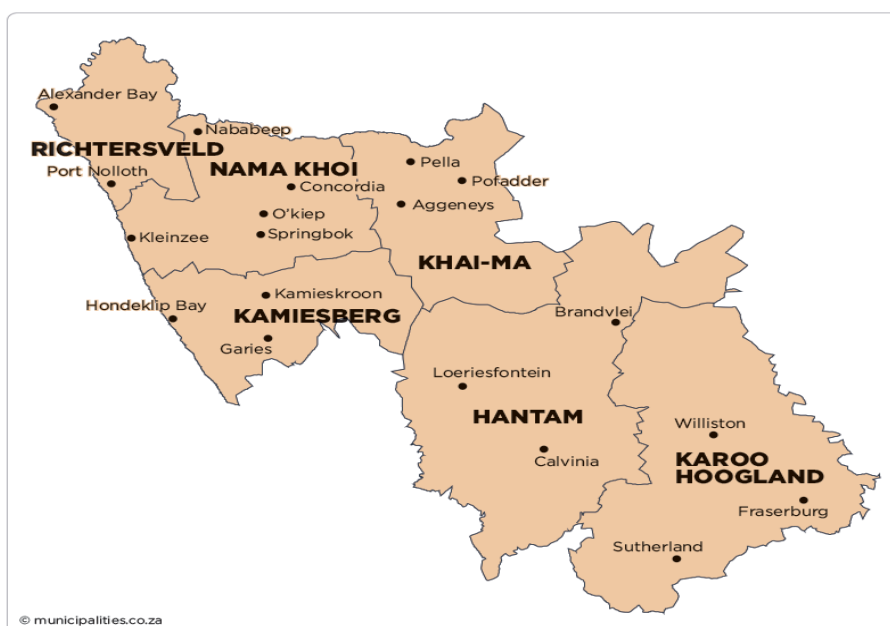 Alexander Bay
Nababeep
RICHTERSVELD
NAMA KHOI
Pella
Port Nolloth
Concordia
Pofadder
Aggeneys
O'kiep
Kleinzee
Springbok
KHAI-MA
Kamieskroon
Hondeklip Bay
KAMIESBERG
Brandvlei
Garies
Loeriesfontein
HANTAM
Williston
Calvinia
KAROO
HOOGLAND
Fraserburg
Sutherland
© municipalities.co.za